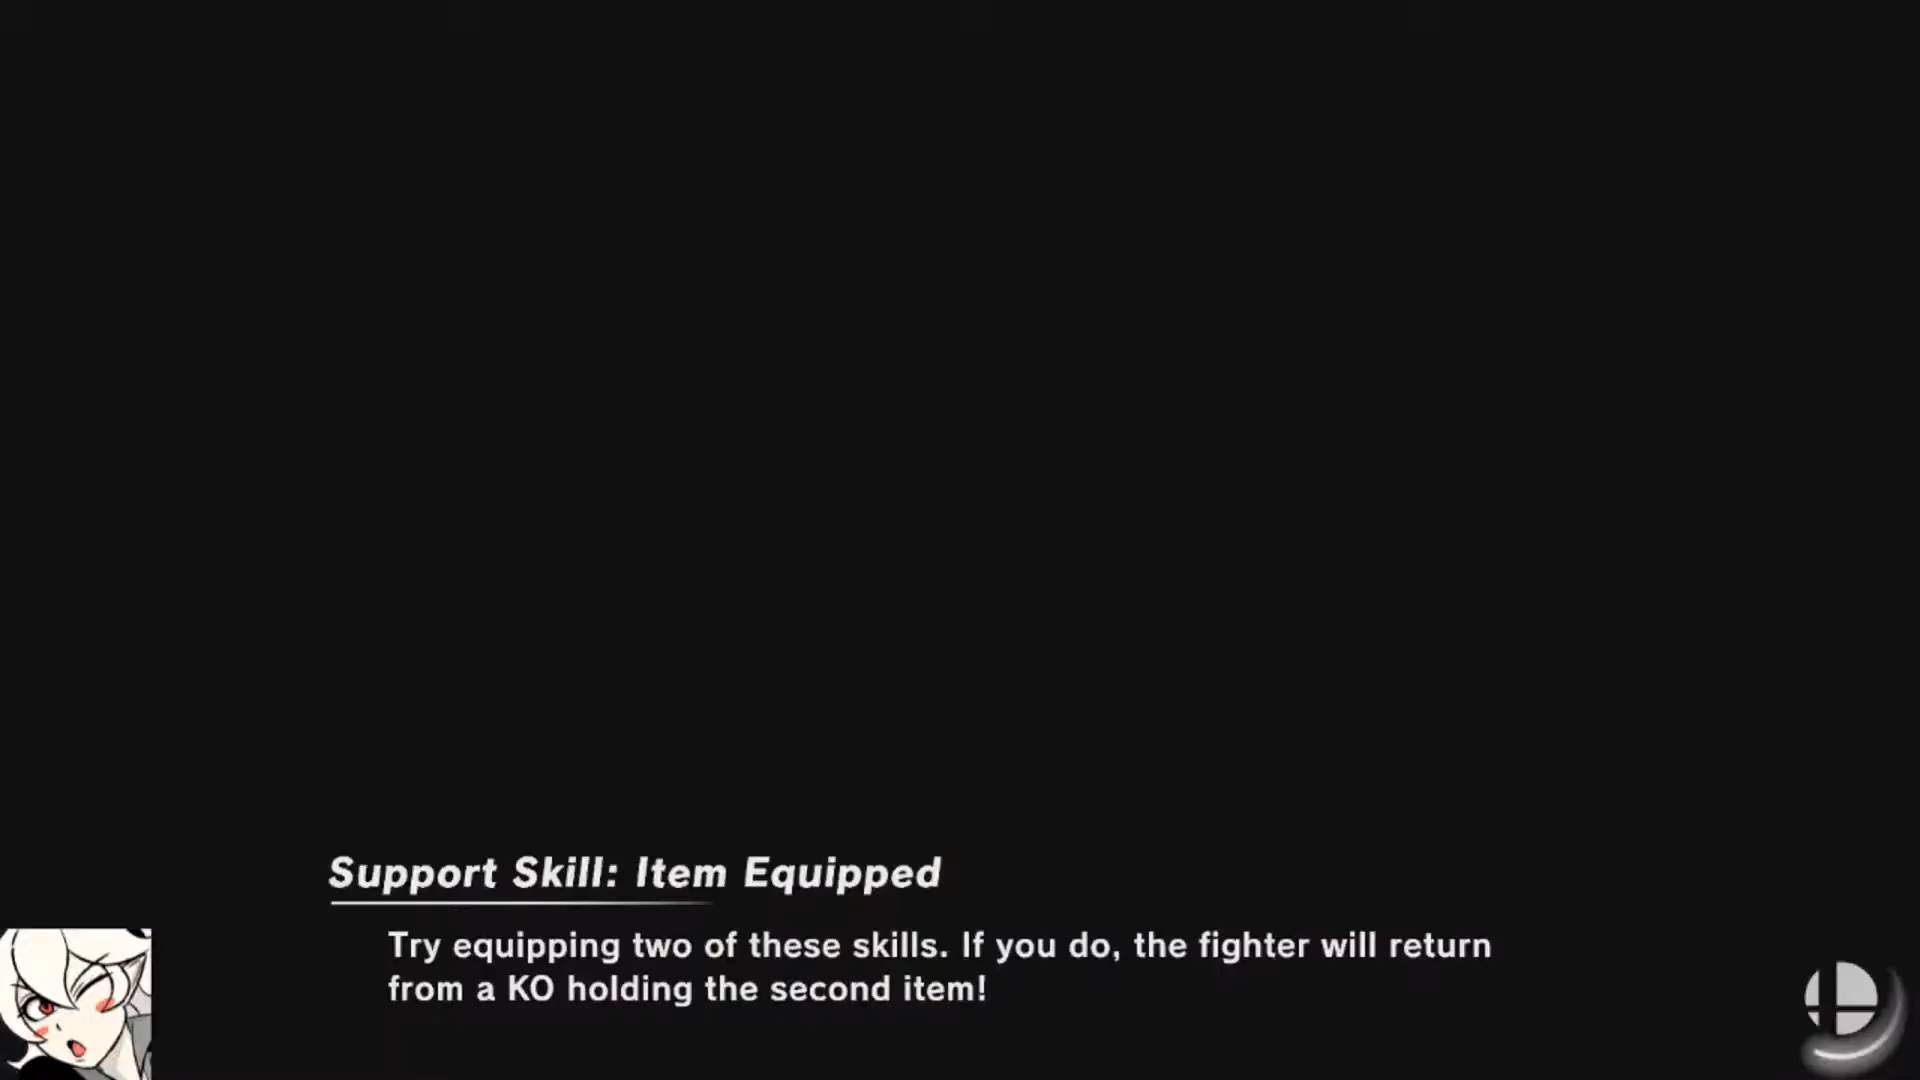 Support Skill: Item Equipped
Try equipping two of these skills. If you do, the fighter will return
from a KO holding the second item!